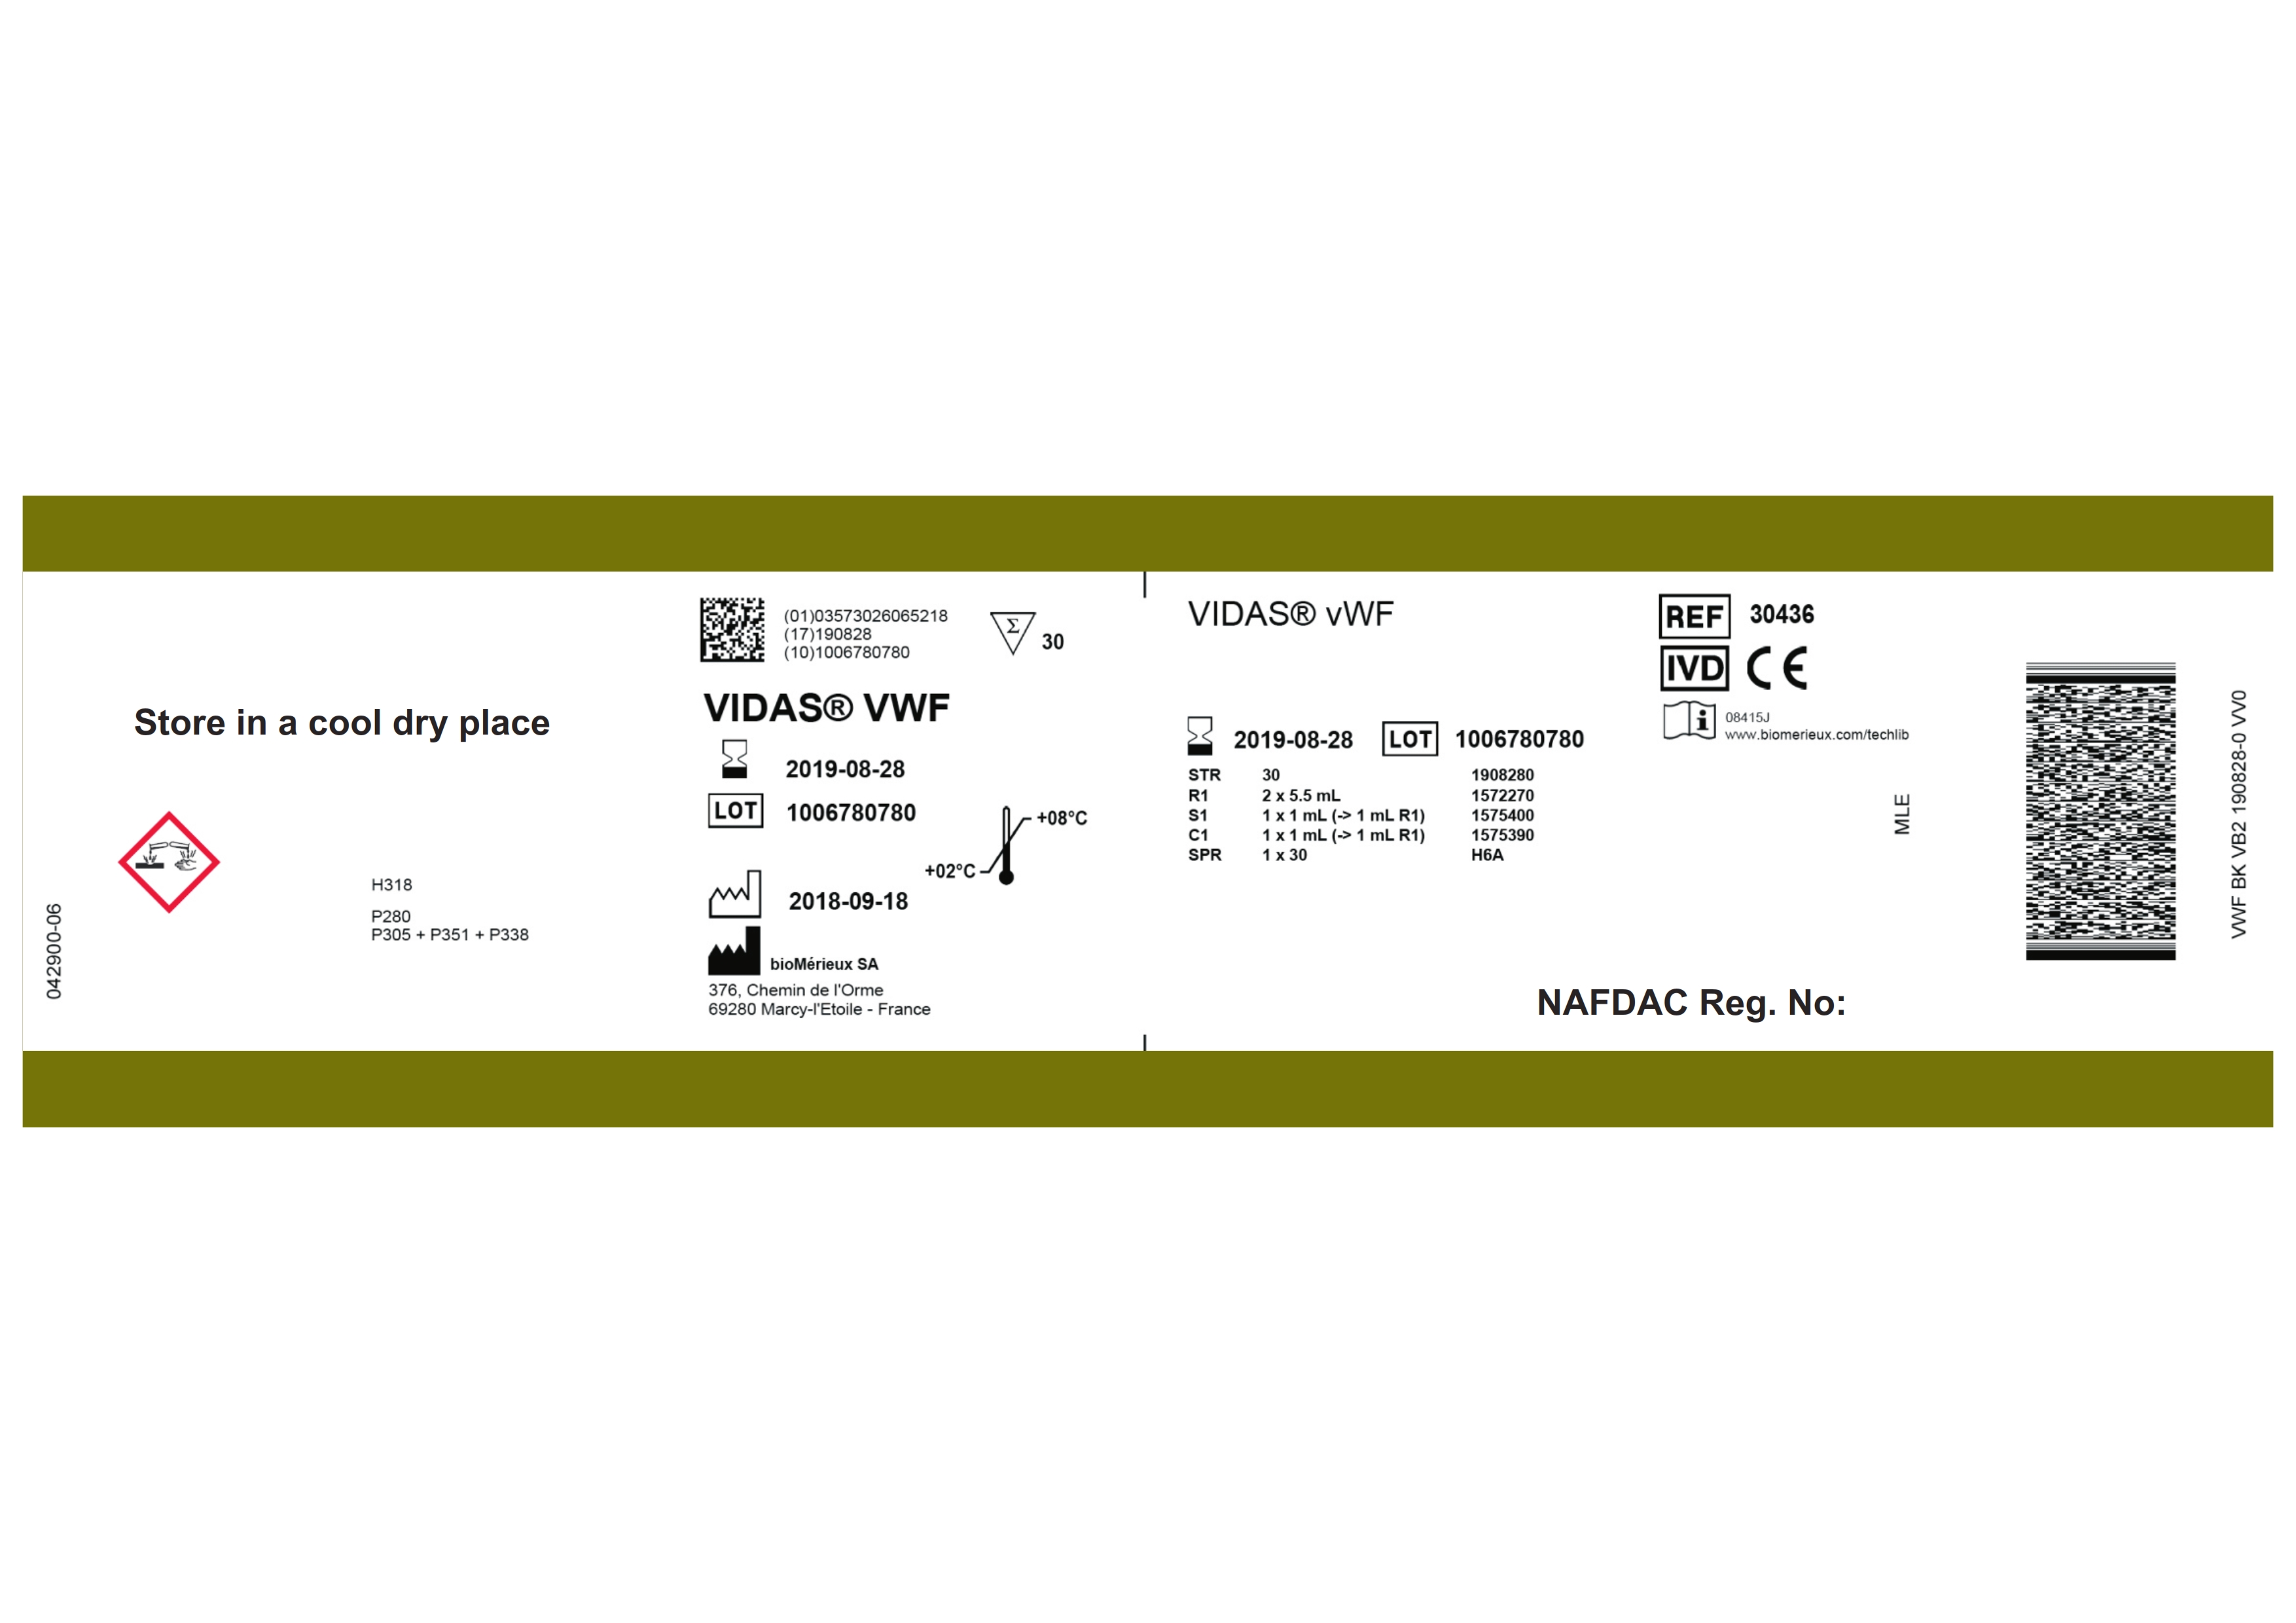 Store in a cool dry place
H318
P280
P305 + P351 + P338
042900-06
(01)03573026065218
(17)190828
(10)1006780780
Σ
30
VIDAS® VWF
2019-08-28
LOT 1006780780
+08°C
+02°C
2018-09-18
bioMérieux SA
376, Chemin de l'Orme
69280 Marcy-l'Etoile - France
VIDAS® vWF
2019-08-28 LOT 1006780780
STR 30 1908280
R1 2 x 5.5 mL 1572270
S1 1 x 1 mL (-> 1 mL R1) 1575400
C1 1 x 1 mL (-> 1 mL R1) 1575390
SPR 1 x 30 H6A
REF 30436
IVD CE
i 08415J
www.biomerieux.com/techlib
MLE
NAFDAC Reg. No:
VWF BK VB2 190828-0 VV0